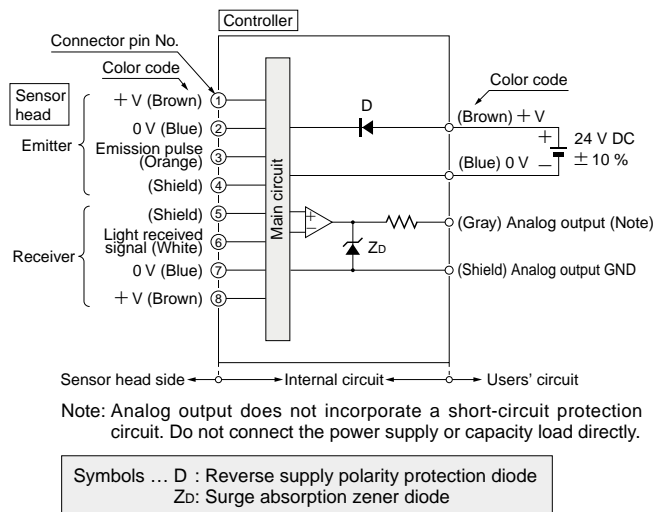 Controller
Connector pin No.
Color code
Sensor
head
Emitter
+V (Brown) 1
0 V (Blue) 2
Emission pulse
(Orange) 3
(Shield) 4
Receiver
(Shield) 5
Light received
signal (White) 6
0 V (Blue) 7
+V (Brown) 8
Main circuit
D
+
−
ZD
Color code
(Brown) +V
+
24 V DC
± 10 %
(Blue) 0 V
−
(Gray) Analog output (Note)
(Shield) Analog output GND
Sensor head side
Internal circuit
Users' circuit
Note: Analog output does not incorporate a short-circuit protection
circuit. Do not connect the power supply or capacity load directly.
Symbols ... D : Reverse supply polarity protection diode
ZD: Surge absorption zener diode